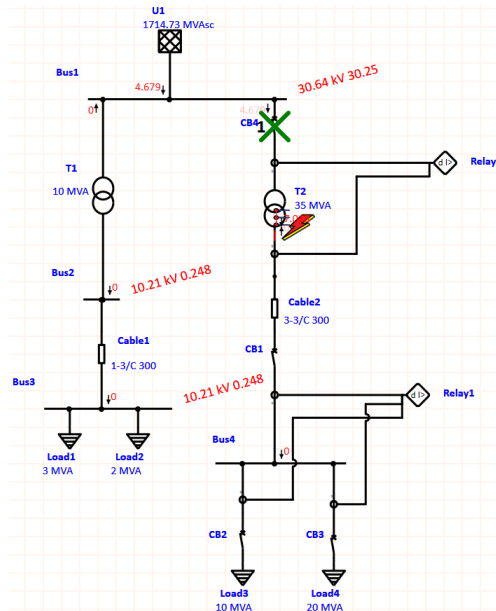 U1
1714.73 MVAsc
Bus1
4.679
30.64 kV 30.25
0
CB4
1
Relay
d I>
T1
10 MVA
T2
35 MVA
Bus2
0
10.21 kV 0.248
Cable2
3-3/C 300
Cable1
1-3/C 300
CB1
Bus3
0
10.21 kV 0.248
Relay1
d I>
Load1
3 MVA
Load2
2 MVA
Bus4
0
CB2
CB3
Load3
10 MVA
Load4
20 MVA